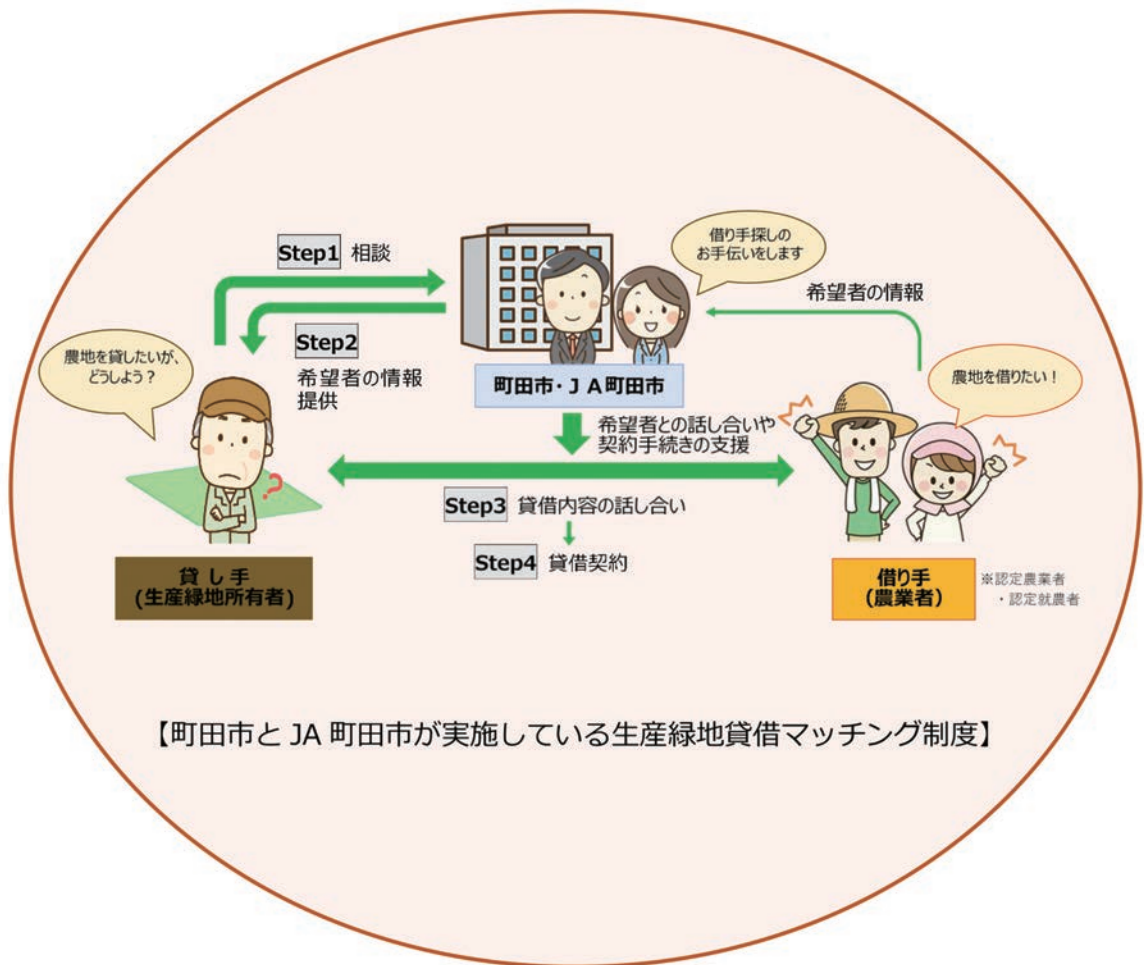 Step1 相談
借り手探しの
お手伝いをします
希望者の情報
Step2
希望者の情報
提供
農地を貸したいが、
どうしよう？
町田市・ＪＡ町田市
農地を借りたい！
希望者との話し合いや
契約手続きの支援
?
Step3 貸借内容の話し合い
Step4 貸借契約
貸し手
(生産緑地所有者)
借り手
(農業者)
※認定農業者
・認定就農者
【町田市と JA 町田市が実施している生産緑地貸借マッチング制度】